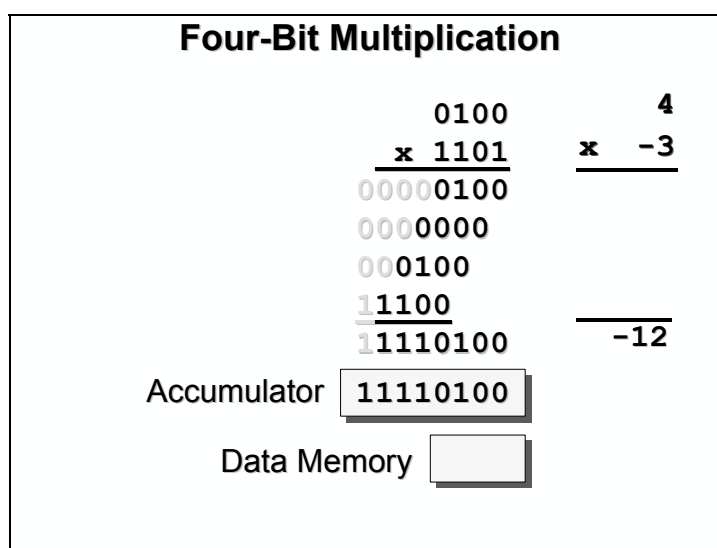 Four-Bit Multiplication
0100 4
x 1101 x -3
00000100
0000000
000100
11100
11110100 -12
Accumulator 11110100
Data Memory